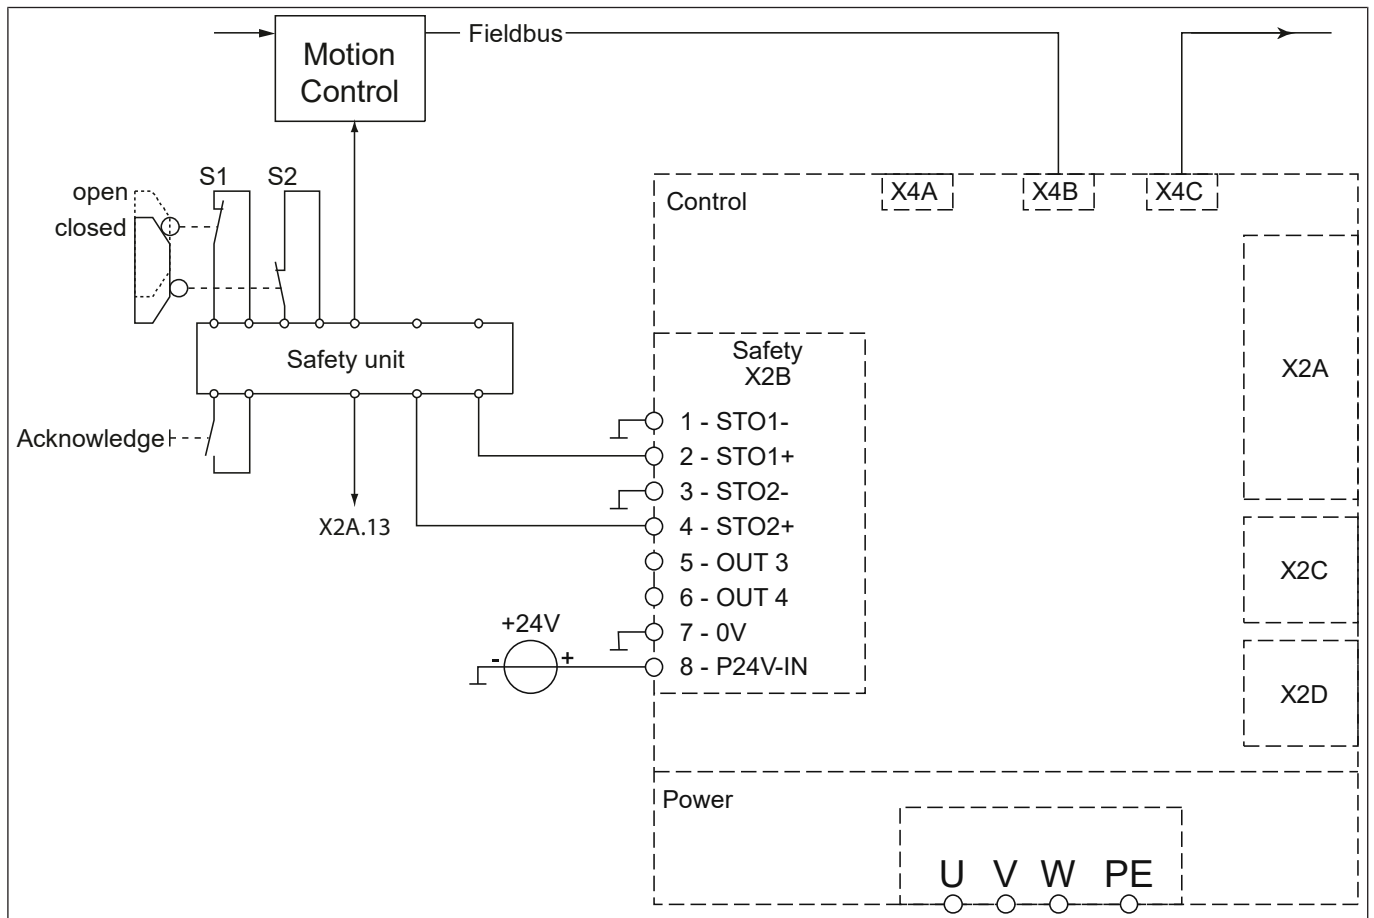 Fieldbus
Motion
Control
S1
S2
open
closed
X4A
X4B
X4C
Control
X2A
Safety unit
Safety
X2B
Acknowledge
1 - STO1-
2 - STO1+
3 - STO2-
4 - STO2+
5 - OUT 3
6 - OUT 4
7 - 0V
8 - P24V-IN
X2A.13
+24V
- +
X2C
X2D
Power
U V W PE